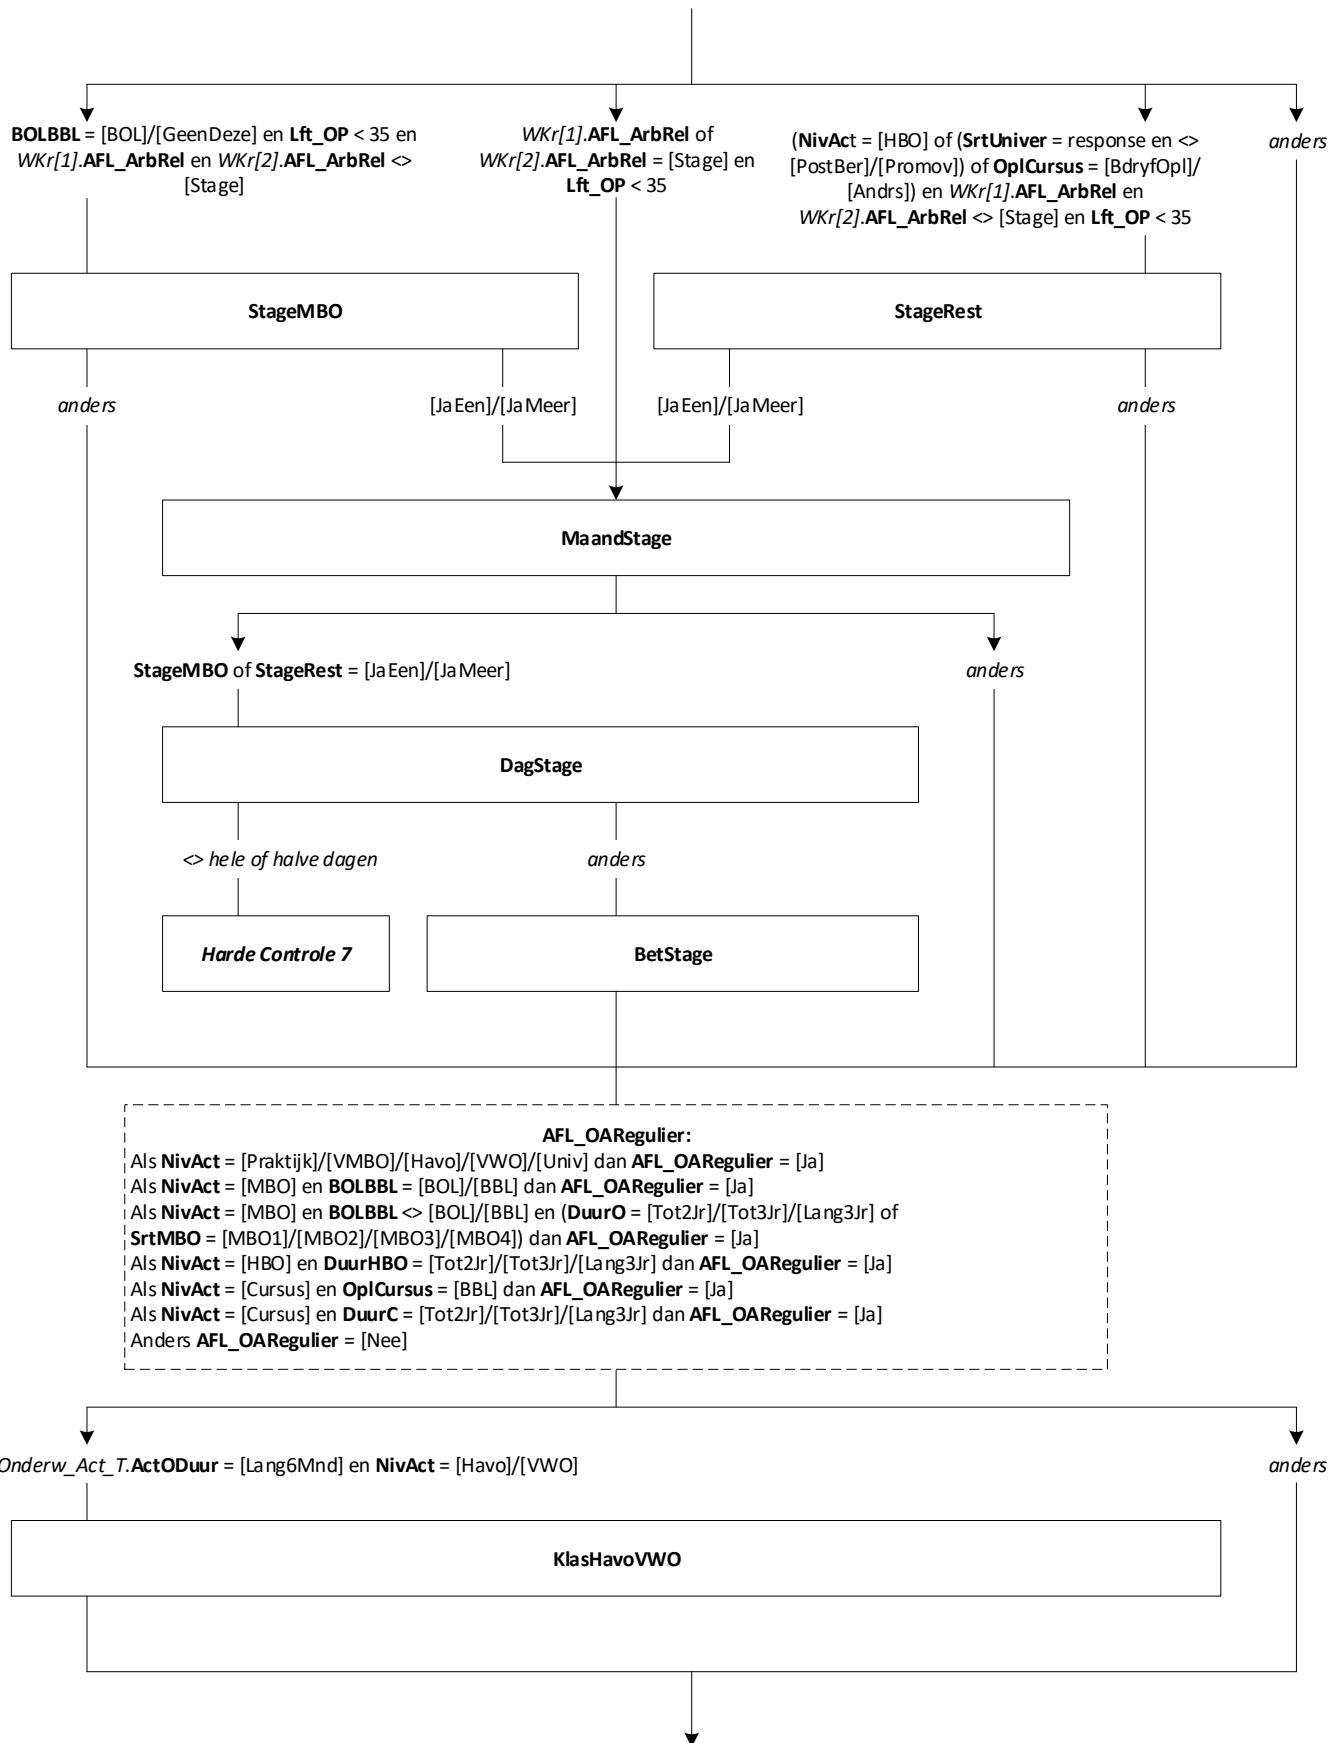 BOLBBL = [BOL]/[GeenDeze] en Lft_OP < 35 en
WKr[1].AFL_ArbRel en WKr[2].AFL_ArbRel <>
[Stage]
WKr[1].AFL_ArbRel of
WKr[2].AFL_ArbRel = [Stage] en
Lft_OP < 35
(NivAct = [HBO] of (SrtUniver = response en <>
[PostBer]/[Promov]) of OplCursus = [BdryfOpl]/
[Andrs]) en WKr[1].AFL_ArbRel en
WKr[2].AFL_ArbRel <> [Stage] en Lft_OP < 35
anders
StageMBO
StageRest
anders
[JaEen]/[JaMeer]
[JaEen]/[JaMeer]
anders
MaandStage
StageMBO of StageRest = [JaEen]/[JaMeer]
anders
DagStage
<> hele of halve dagen
anders
Harde Controle 7
BetStage
AFL_OARegulier:
Als NivAct = [Praktijk]/[VMBO]/[Havo]/[VWO]/[Univ] dan AFL_OARegulier = [Ja]
Als NivAct = [MBO] en BOLBBL = [BOL]/[BBL] dan AFL_OARegulier = [Ja]
Als NivAct = [MBO] en BOLBBL <> [BOL]/[BBL] en (DuurO = [Tot2Jr]/[Tot3Jr]/[Lang3Jr] of
SrtMBO = [MBO1]/[MBO2]/[MBO3]/[MBO4]) dan AFL_OARegulier = [Ja]
Als NivAct = [HBO] en DuurHBO = [Tot2Jr]/[Tot3Jr]/[Lang3Jr] dan AFL_OARegulier = [Ja]
Als NivAct = [Cursus] en OplCursus = [BBL] dan AFL_OARegulier = [Ja]
Als NivAct = [Cursus] en DuurC = [Tot2Jr]/[Tot3Jr]/[Lang3Jr] dan AFL_OARegulier = [Ja]
Anders AFL_OARegulier = [Nee]
Onderw_Act_T.ActODuur = [Lang6Mnd] en NivAct = [Havo]/[VWO]
anders
KlasHavoVWO